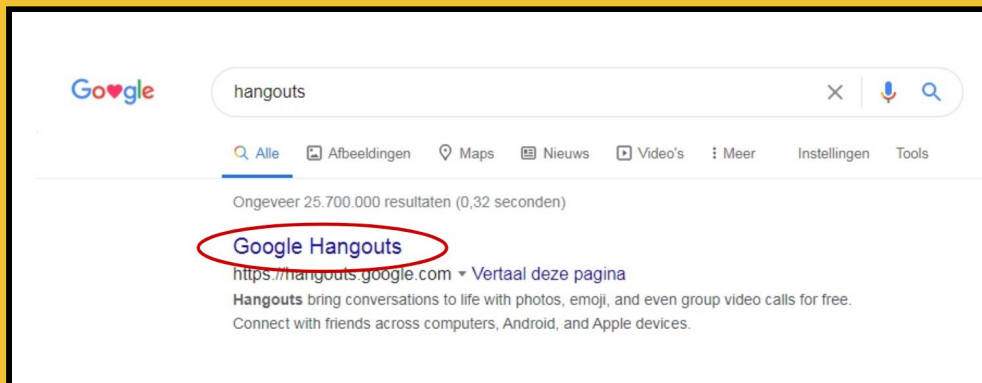 Go♥gle
hangouts
Alle Afbeeldingen Maps Nieuws Video's Meer Instellingen Tools
Ongeveer 25.700.000 resultaten (0,32 seconden)
Google Hangouts
https://hangouts.google.com Vertaal deze pagina
Hangouts bring conversations to life with photos, emoji, and even group video calls for free.
Connect with friends across computers, Android, and Apple devices.